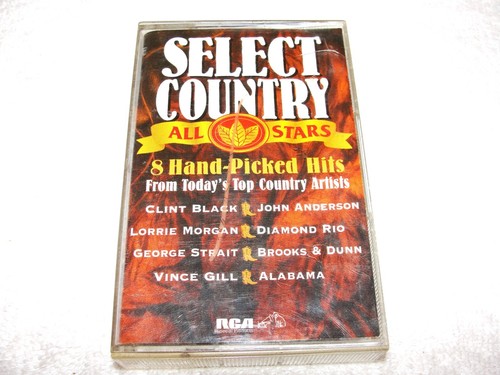 SELECT
COUNTRY
ALL STARS
8 Hand-Picked Hits
From Today's Top Country Artists
CLINT BLACK JOHN ANDERSON
LORRIE MORGAN DIAMOND RIO
GEORGE STRAIT BROOKS & DUNN
VINCE GILL ALABAMA
RCA